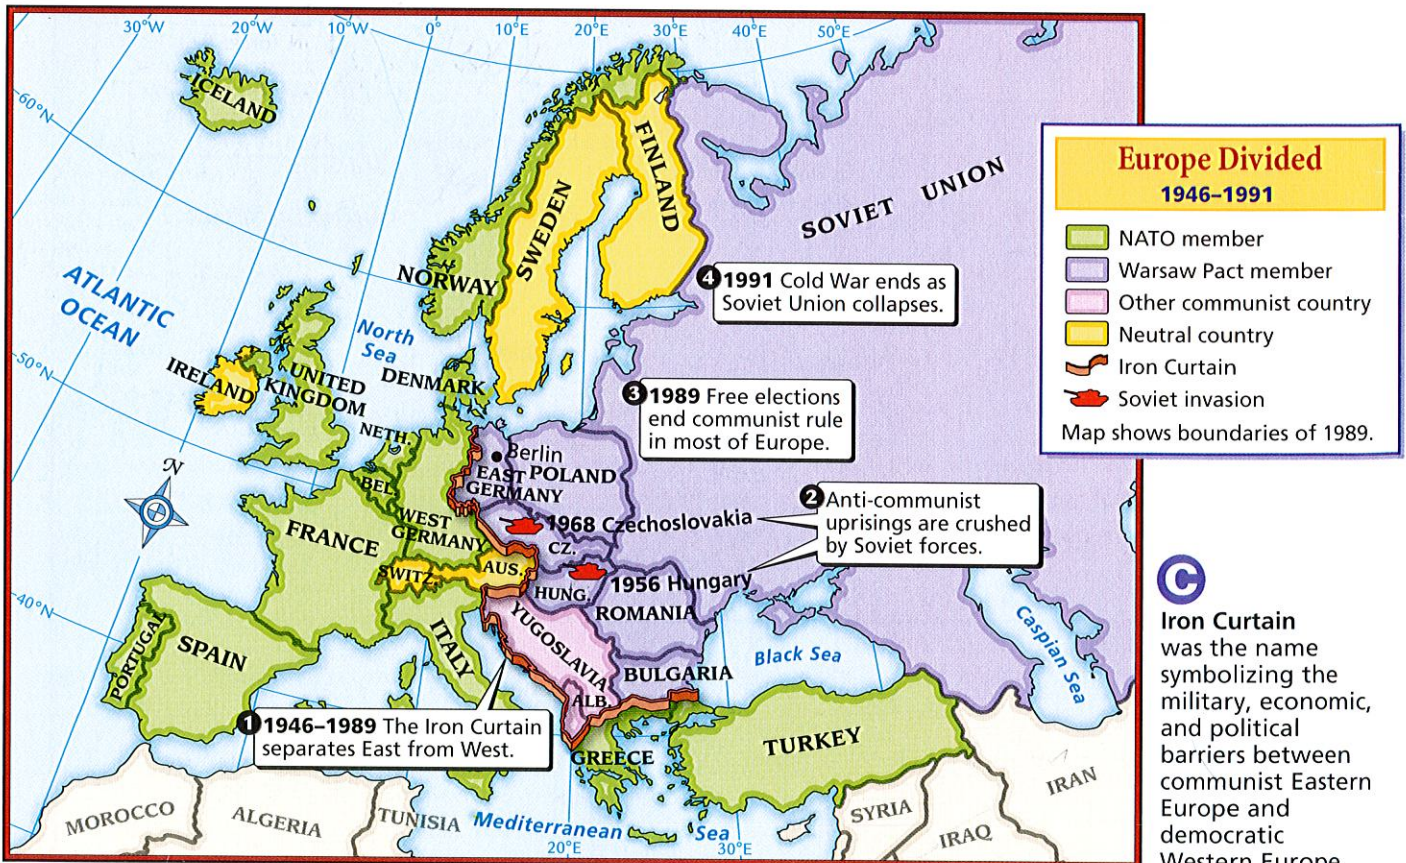 30°W
20°W
10°W
0°
10°E
20°E
30°E
40°E
50°E
60°N
ICELAND
FINLAND
SWEDEN
NORWAY
SOVIET UNION
Europe Divided
1946–1991
NATO member
Warsaw Pact member
Other communist country
Neutral country
Iron Curtain
Soviet invasion
Map shows boundaries of 1989.
4 1991 Cold War ends as
Soviet Union collapses.
ATLANTIC
OCEAN
North
Sea
50°N
IRELAND
UNITED
KINGDOM
DENMARK
NETH.
3 1989 Free elections
end communist rule
in most of Europe.
N
BEL.
Berlin
EAST
GERMANY
POLAND
WEST
GERMANY
FRANCE
1968 Czechoslovakia
CZ.
2 Anti-communist
uprisings are crushed
by Soviet forces.
SWITZ.
AUS.
HUNG.
1956 Hungary
ROMANIA
40°N
PORTUGAL
SPAIN
ITALY
YUGOSLAVIA
ALB.
BULGARIA
Black Sea
Caspian Sea
1 1946–1989 The Iron Curtain
separates East from West.
GREECE
TURKEY
MOROCCO
ALGERIA
TUNISIA
Mediterranean Sea
SYRIA
IRAQ
IRAN
20°E
30°E
C
Iron Curtain
was the name
symbolizing the
military, economic,
and political
barriers between
communist Eastern
Europe and
democratic
Western Europe